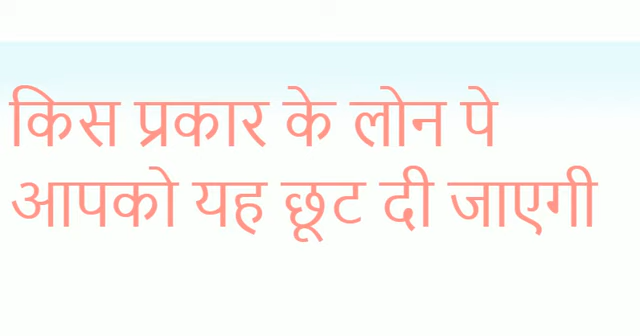 किस प्रकार के लोन पे
आपको यह छूट दी जाएगी